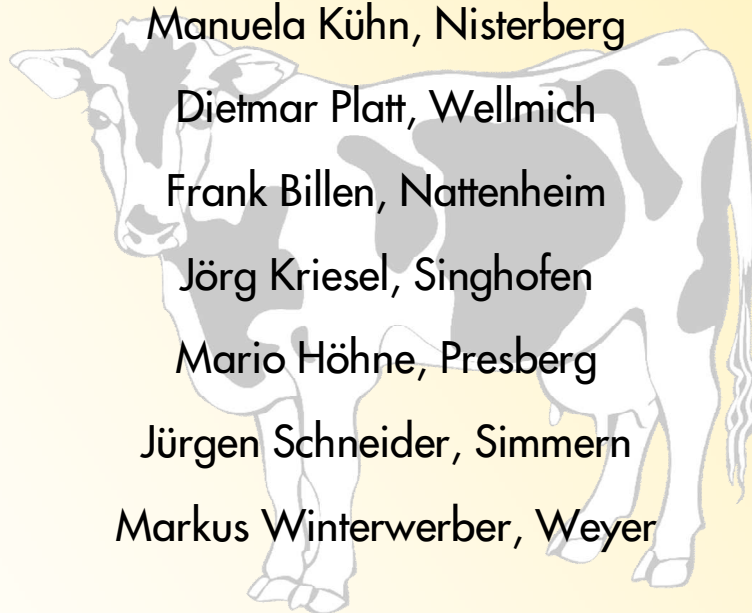 Manuela Kühn, Nisterberg
Dietmar Platt, Wellmich
Frank Billen, Nattenheim
Jörg Kriesel, Singhofen
Mario Höhne, Presberg
Jürgen Schneider, Simmern
Markus Winterwerber, Weyer